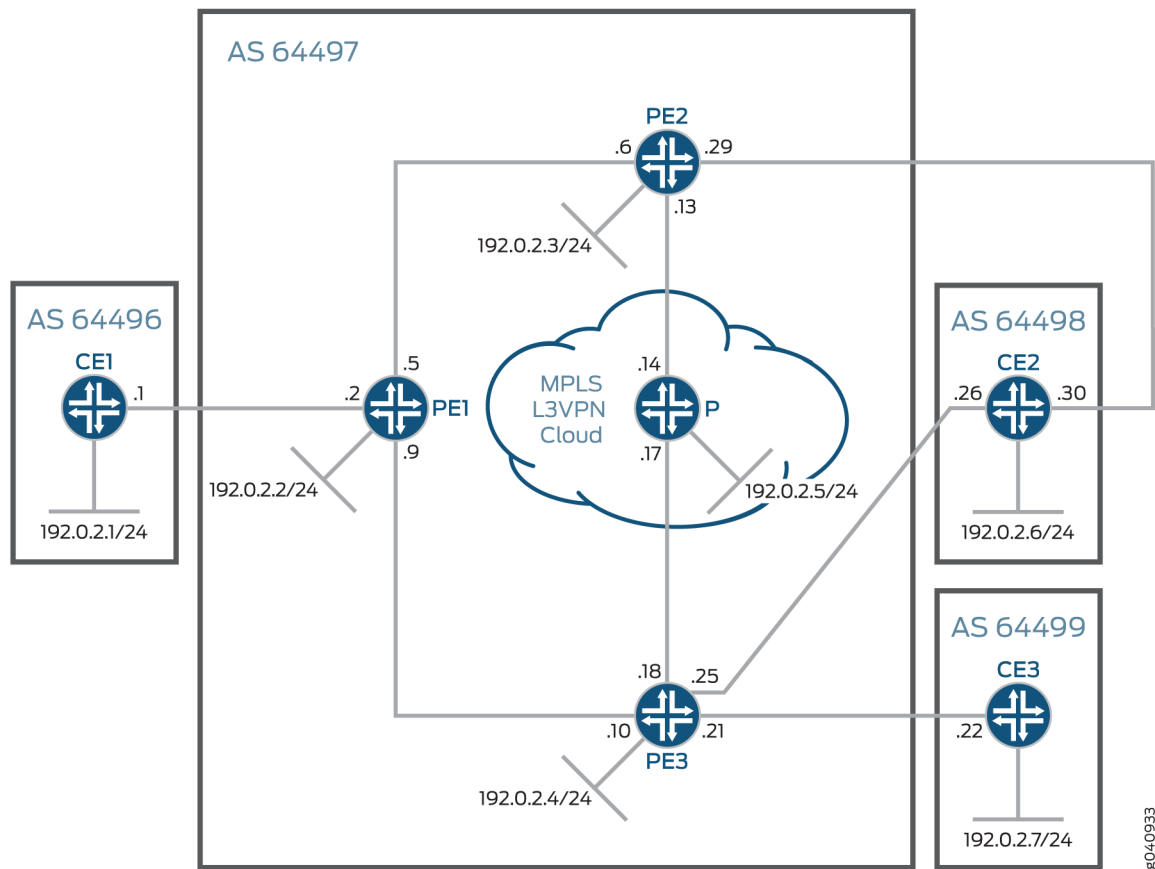 AS 64497
PE2
.6
.29
.13
192.0.2.3/24
AS 64496
CE1
.1
192.0.2.1/24
.5
.2
PE1
.9
192.0.2.2/24
MPLS
L3VPN
Cloud
.14
P
.17
192.0.2.5/24
AS 64498
CE2
.26
.30
192.0.2.6/24
.18
.25
.10
.21
PE3
192.0.2.4/24
AS 64499
CE3
.22
192.0.2.7/24
g040933